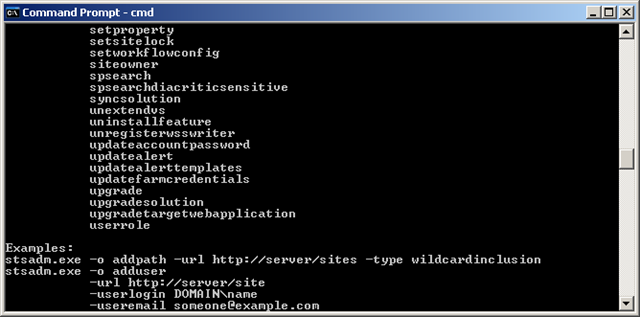 Command Prompt - cmd
setproperty
setsitelock
setworkflowconfig
siteowner
spsearch
spsearchdiacriticsensitive
syncsolution
unextendvs
uninstallfeature
unregisterwsswriter
updateaccountpassword
updatealert
updatealerttemplates
updatefarmcredentials
upgrade
upgradesolution
upgradetargetwebapplication
userrole
Examples:
stsadm.exe -o addpath -url http://server/sites -type wildcardinclusion
stsadm.exe -o adduser
-url http://server/site
-userlogin DOMAIN\name
-useremail someone@example.com